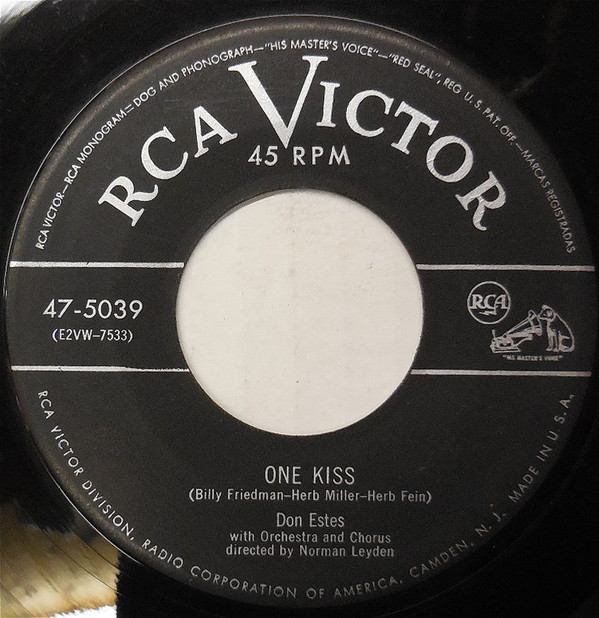 RCA VICTOR—RCA MONOGRAM—DOG AND PHONOGRAPH—"HIS MASTER'S VOICE"—"RED SEAL", REG. U.S. PAT. OFF.—MARCAS REGISTRADAS
RCA VICTOR
45 RPM
47-5039
(E2VW-7533)
RCA
"HIS MASTER'S VOICE"
ONE KISS
(Billy Friedman-Herb Miller-Herb Fein)
Don Estes
with Orchestra and Chorus
directed by Norman Leyden
RCA VICTOR DIVISION, RADIO CORPORATION OF AMERICA, CAMDEN, N. J. MADE IN U.S.A.